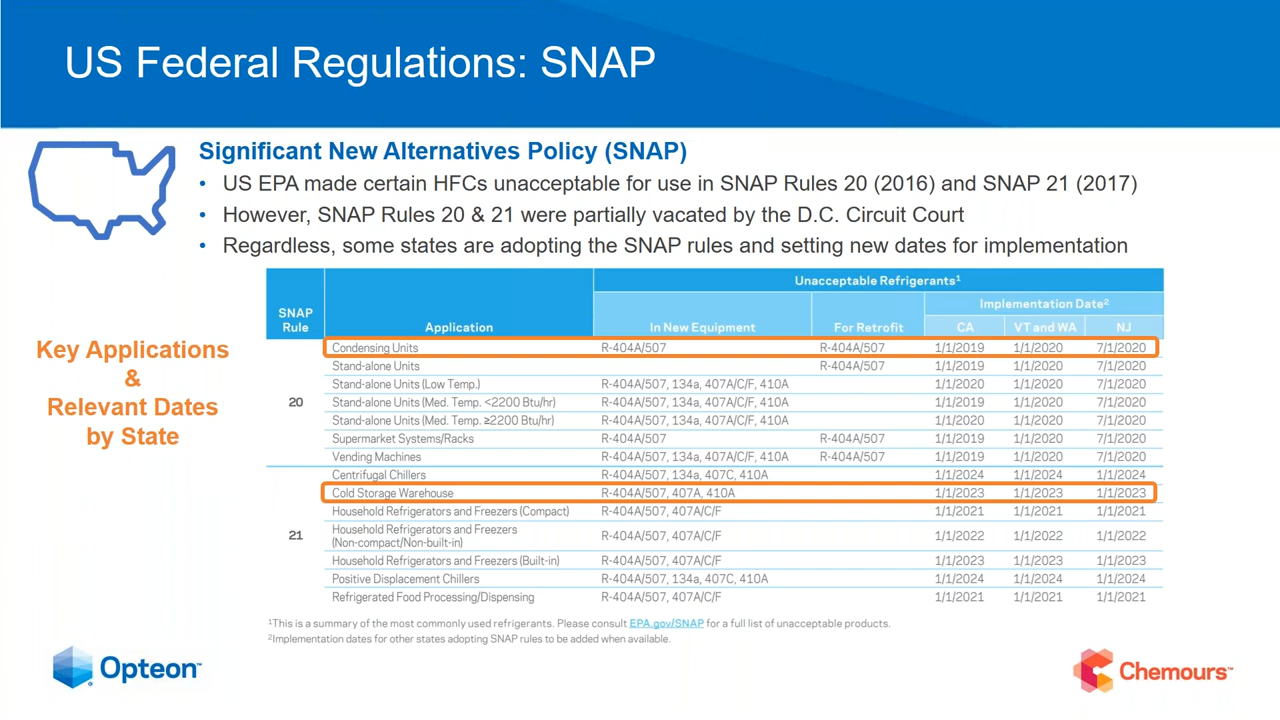 US Federal Regulations: SNAP
Significant New Alternatives Policy (SNAP)
• US EPA made certain HFCs unacceptable for use in SNAP Rules 20 (2016) and SNAP 21 (2017)
• However, SNAP Rules 20 & 21 were partially vacated by the D.C. Circuit Court
• Regardless, some states are adopting the SNAP rules and setting new dates for implementation
Key Applications
&
Relevant Dates
by State
Unacceptable Refrigerants¹
Implementation Date²
SNAP
Rule Application In New Equipment For Retrofit CA VT and WA NJ
Condensing Units R-404A/507 R-404A/507 1/1/2019 1/1/2020 7/1/2020
Stand-alone Units R-404A/507 1/1/2019 1/1/2020 7/1/2020
Stand-alone Units (Low Temp.) R-404A/507, 134a, 407A/C/F, 410A 1/1/2020 1/1/2020 7/1/2020
20 Stand-alone Units (Med. Temp. <2200 Btu/hr) R-404A/507, 134a, 407A/C/F, 410A 1/1/2019 1/1/2020 7/1/2020
Stand-alone Units (Med. Temp. ≥2200 Btu/hr) R-404A/507, 134a, 407A/C/F, 410A 1/1/2020 1/1/2020 7/1/2020
Supermarket Systems/Racks R-404A/507 R-404A/507 1/1/2019 1/1/2020 7/1/2020
Vending Machines R-404A/507, 134a, 407A/C/F, 410A R-404A/507 1/1/2019 1/1/2020 7/1/2020
Centrifugal Chillers R-404A/507, 134a, 407C, 410A 1/1/2024 1/1/2024 1/1/2024
Cold Storage Warehouse R-404A/507, 407A, 410A 1/1/2023 1/1/2023 1/1/2023
Household Refrigerators and Freezers (Compact) R-404A/507, 407A/C/F 1/1/2021 1/1/2021 1/1/2021
Household Refrigerators and Freezers
21 (Non-compact/Non-built-in) R-404A/507, 407A/C/F 1/1/2022 1/1/2022 1/1/2022
Household Refrigerators and Freezers (Built-in) R-404A/507, 407A/C/F 1/1/2023 1/1/2023 1/1/2023
Positive Displacement Chillers R-404A/507, 134a, 407C, 410A 1/1/2024 1/1/2024 1/1/2024
Refrigerated Food Processing/Dispensing R-404A/507, 407A/C/F 1/1/2021 1/1/2021 1/1/2021
¹This is a summary of the most commonly used refrigerants. Please consult EPA.gov/SNAP for a full list of unacceptable products.
²Implementation dates for other states adopting SNAP rules to be added when available.
Opteon™
Chemours™